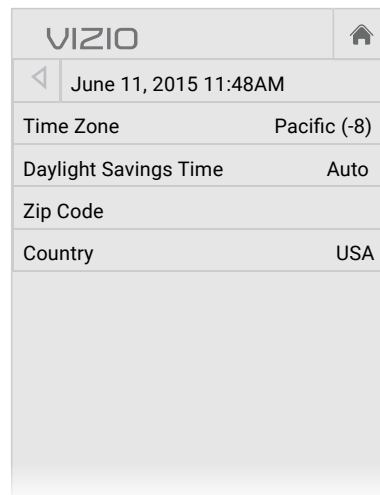 VIZIO
June 11, 2015 11:48AM
Time Zone Pacific (-8)
Daylight Savings Time Auto
Zip Code
Country USA